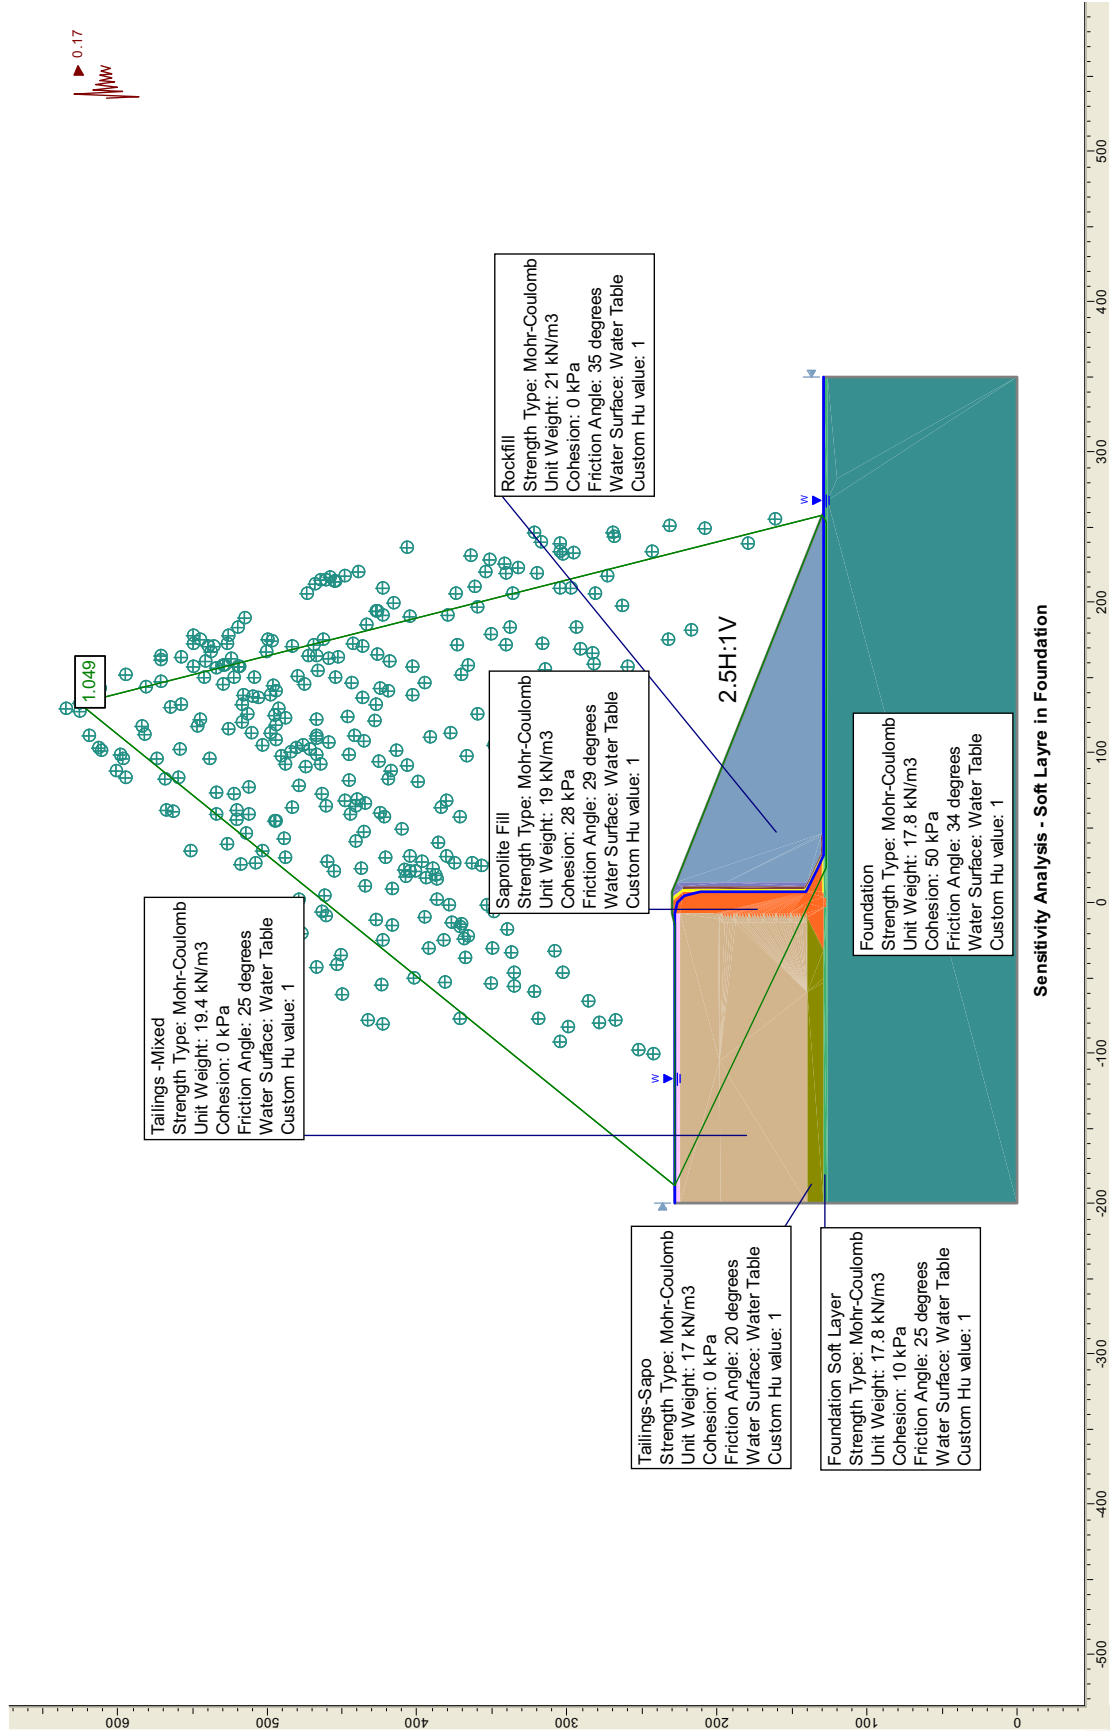 0.17
1.049
Tailings -Mixed
Strength Type: Mohr-Coulomb
Unit Weight: 19.4 kN/m3
Cohesion: 0 kPa
Friction Angle: 25 degrees
Water Surface: Water Table
Custom Hu value: 1
Rockfill
Strength Type: Mohr-Coulomb
Unit Weight: 21 kN/m3
Cohesion: 0 kPa
Friction Angle: 35 degrees
Water Surface: Water Table
Custom Hu value: 1
Saprolite Fill
Strength Type: Mohr-Coulomb
Unit Weight: 19 kN/m3
Cohesion: 28 kPa
Friction Angle: 29 degrees
Water Surface: Water Table
Custom Hu value: 1
2.5H:1V
W
W
Tailings-Sapo
Strength Type: Mohr-Coulomb
Unit Weight: 17 kN/m3
Cohesion: 0 kPa
Friction Angle: 20 degrees
Water Surface: Water Table
Custom Hu value: 1
Foundation Soft Layer
Strength Type: Mohr-Coulomb
Unit Weight: 17.8 kN/m3
Cohesion: 10 kPa
Friction Angle: 25 degrees
Water Surface: Water Table
Custom Hu value: 1
Foundation
Strength Type: Mohr-Coulomb
Unit Weight: 17.8 kN/m3
Cohesion: 50 kPa
Friction Angle: 34 degrees
Water Surface: Water Table
Custom Hu value: 1
Sensitivity Analysis - Soft Layre in Foundation
600
500
400
300
200
100
0
-500
-400
-300
-200
-100
0
100
200
300
400
500